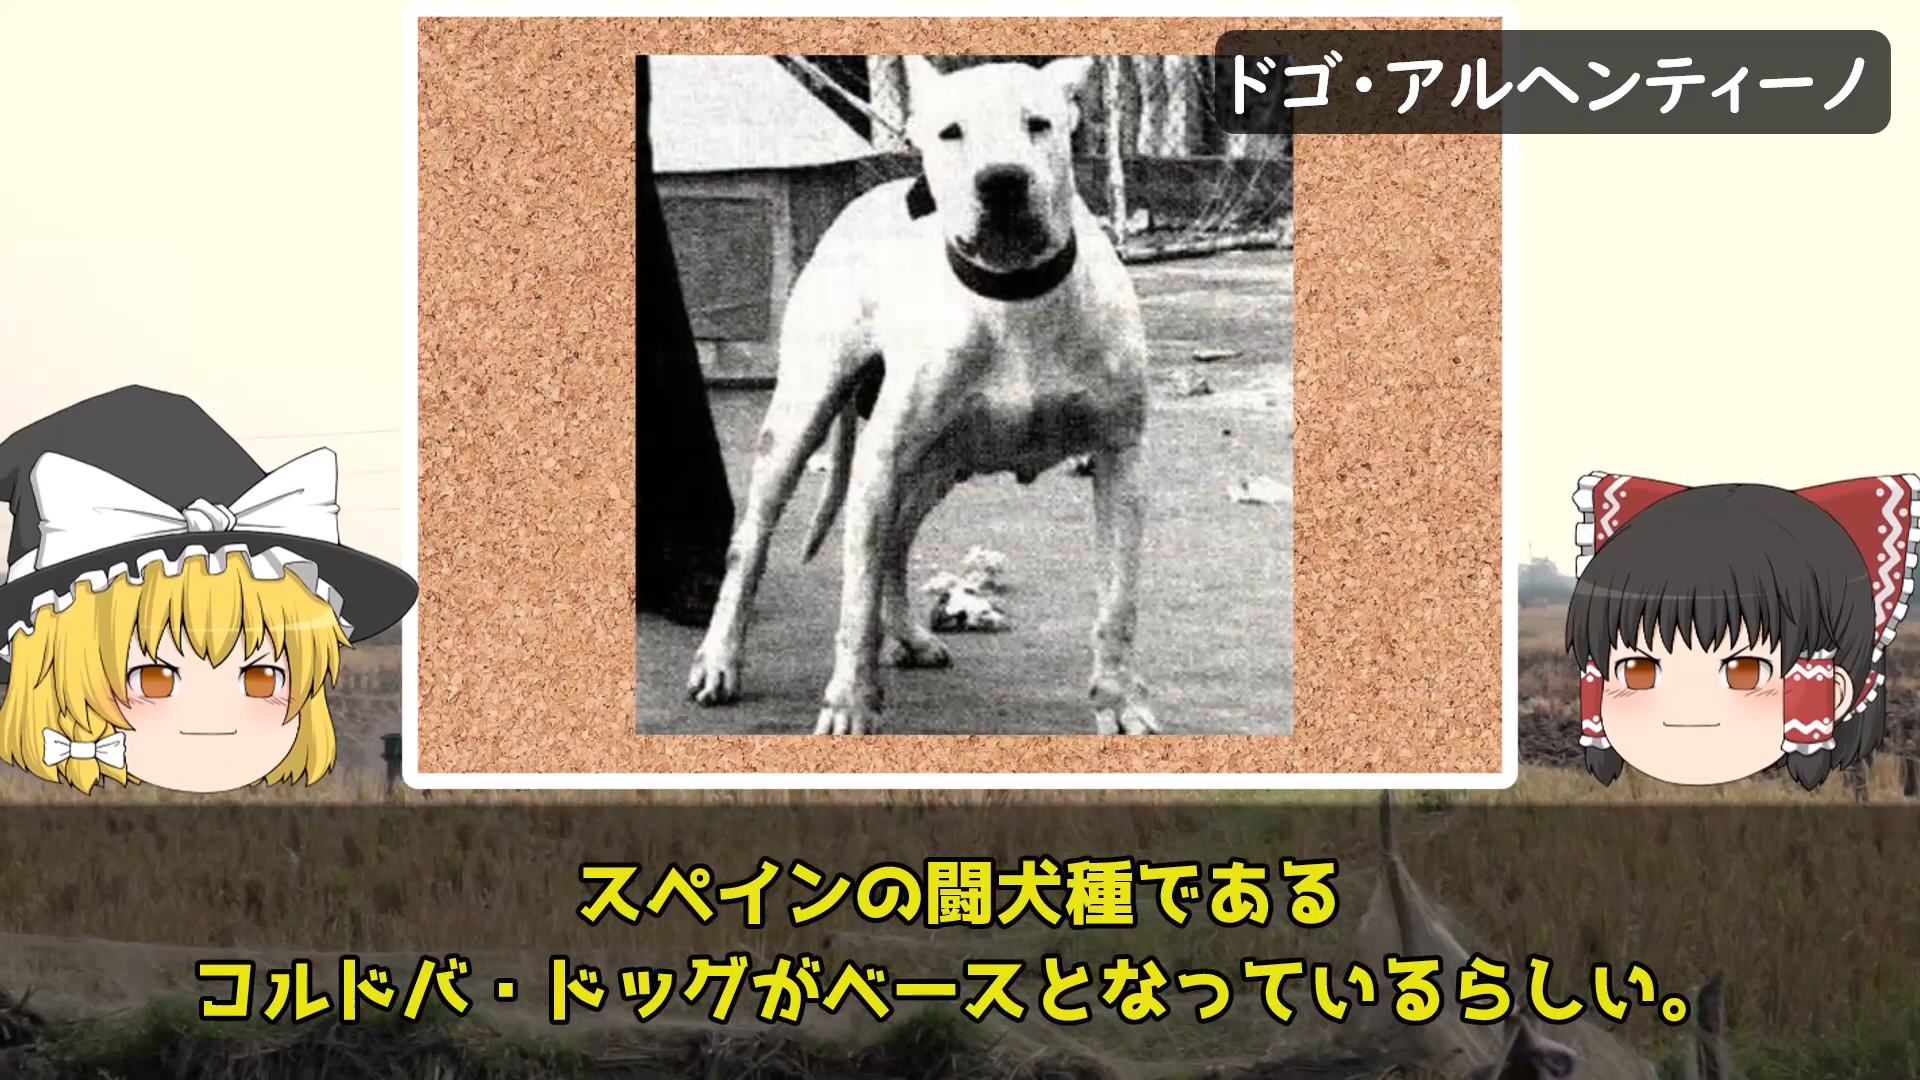 ドゴ・アルヘンティーノ
スペインの闘犬種である
コルドバ・ドッグがベースとなっているらしい。